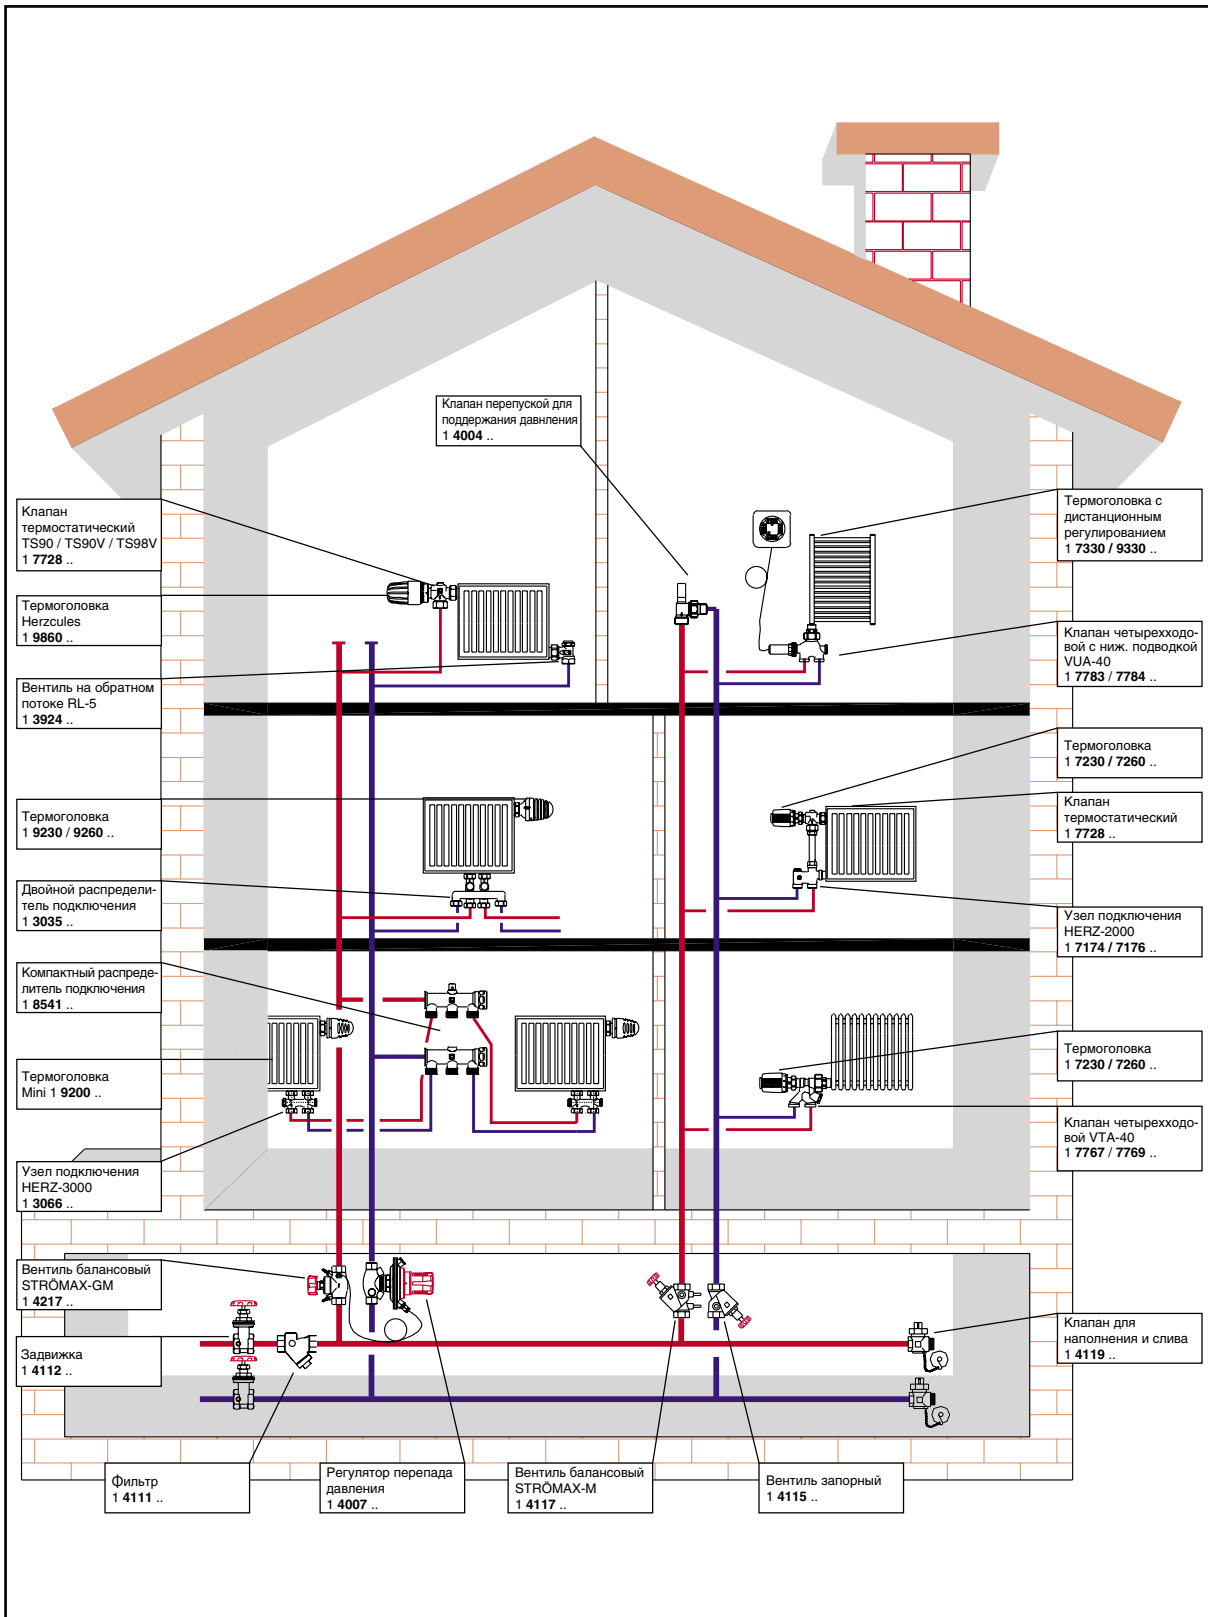 Клапан перепуской для
поддержания давнления
1 4004 ..
Клапан
термостатический
TS90 / TS90V / TS98V
1 7728 ..
Термоголовка
Herzcules
1 9860 ..
Вентиль на обратном
потоке RL-5
1 3924 ..
Термоголовка
1 9230 / 9260 ..
Двойной распредели-
тель подключения
1 3035 ..
Компактный распреде-
литель подключения
1 8541 ..
Термоголовка
Mini 1 9200 ..
Узел подключения
HERZ-3000
1 3066 ..
Вентиль балансовый
STRÖMAX-GM
1 4217 ..
Задвижка
1 4112 ..
Термоголовка с
дистанционным
регулированием
1 7330 / 9330 ..
Клапан четырехходо-
вой с ниж. подводкой
VUA-40
1 7783 / 7784 ..
Термоголовка
1 7230 / 7260 ..
Клапан
термостатический
1 7728 ..
Узел подключения
HERZ-2000
1 7174 / 7176 ..
Термоголовка
1 7230 / 7260 ..
Клапан четырехходо-
вой VTA-40
1 7767 / 7769 ..
Клапан для
наполнения и слива
1 4119 ..
Фильтр
1 4111 ..
Регулятор перепада
давления
1 4007 ..
Вентиль балансовый
STRÖMAX-M
1 4117 ..
Вентиль запорный
1 4115 ..